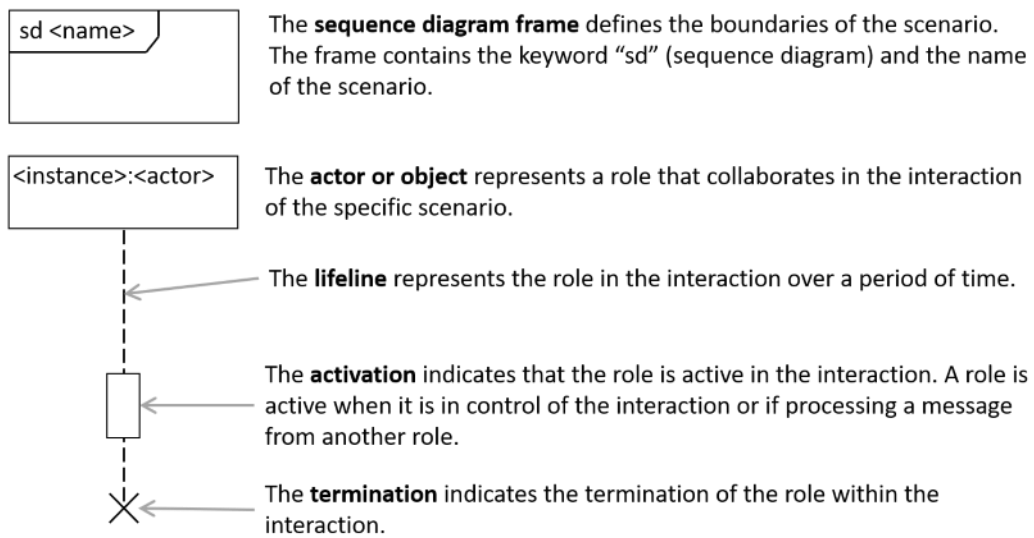 sd <name>
The sequence diagram frame defines the boundaries of the scenario.
The frame contains the keyword “sd” (sequence diagram) and the name
of the scenario.
<instance>:<actor>
The actor or object represents a role that collaborates in the interaction
of the specific scenario.
The lifeline represents the role in the interaction over a period of time.
The activation indicates that the role is active in the interaction. A role is
active when it is in control of the interaction or if processing a message
from another role.
The termination indicates the termination of the role within the
interaction.